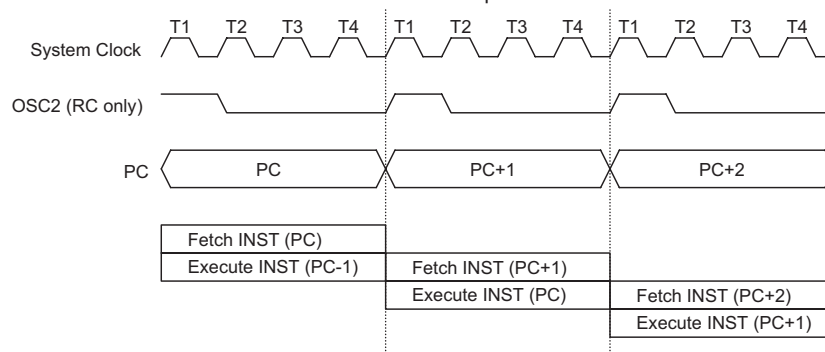 T1 T2 T3 T4 T1 T2 T3 T4 T1 T2 T3 T4
System Clock
OSC2 (RC only)
PC PC PC+1 PC+2
Fetch INST (PC)
Execute INST (PC-1) Fetch INST (PC+1)
Execute INST (PC) Fetch INST (PC+2)
Execute INST (PC+1)